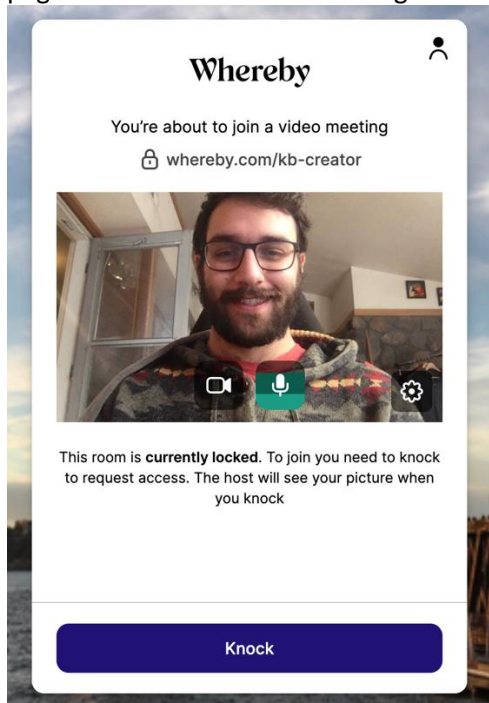 Whereby
You're about to join a video meeting
whereby.com/kb-creator
This room is currently locked. To join you need to knock
to request access. The host will see your picture when
you knock
Knock